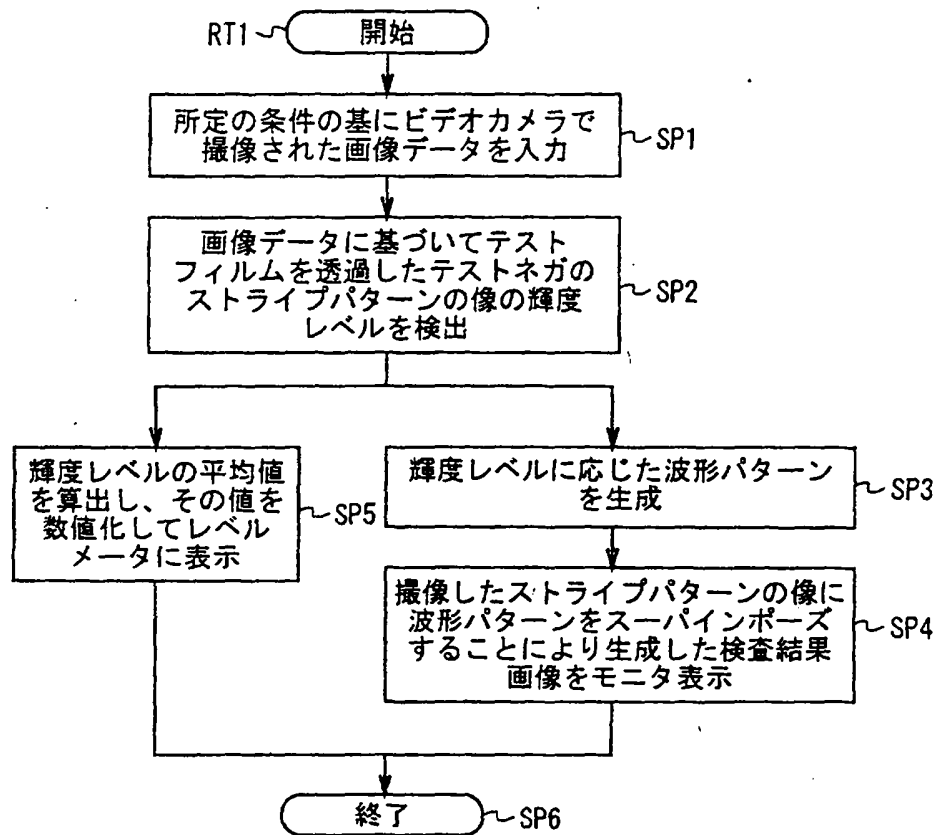 RT1
開始
所定の条件の基にビデオカメラで
撮像された画像データを入力
SP1
画像データに基づいてテスト
フィルムを透過したテストネガの
ストライプパターンの像の輝度
レベルを検出
SP2
輝度レベルの平均値
を算出し、その値を
数値化してレベル
メータに表示
SP5
輝度レベルに応じた波形パターン
を生成
SP3
撮像したストライプパターンの像に
波形パターンをスーパインポーズ
することにより生成した検査結果
画像をモニタ表示
SP4
終了
SP6